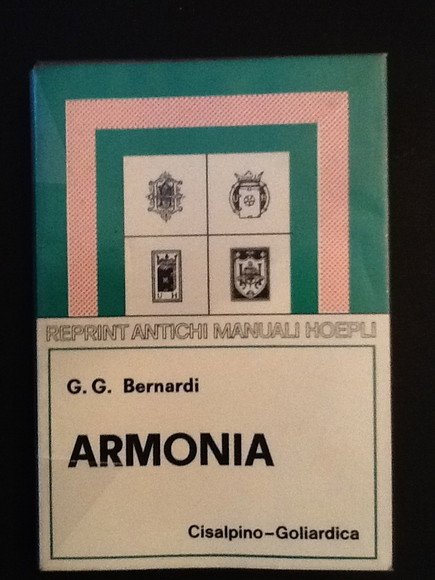 REPRINT ANTICHI MANUALI HOEPLI
G. G. Bernardi
ARMONIA
Cisalpino-Goliardica